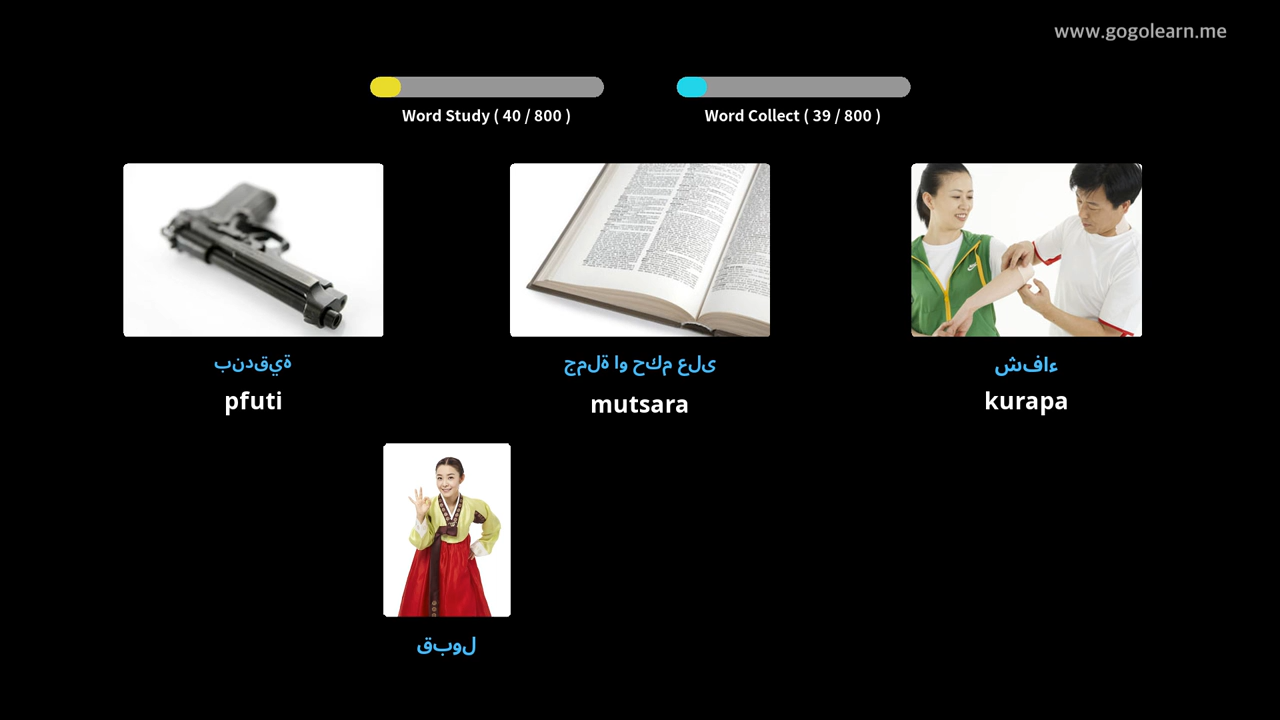 www.gogolearn.me
Word Study ( 40 / 800 )
Word Collect ( 39 / 800 )
بندقية
pfuti
جملة او حكم على
mutsara
شفاء
kurapa
قبول